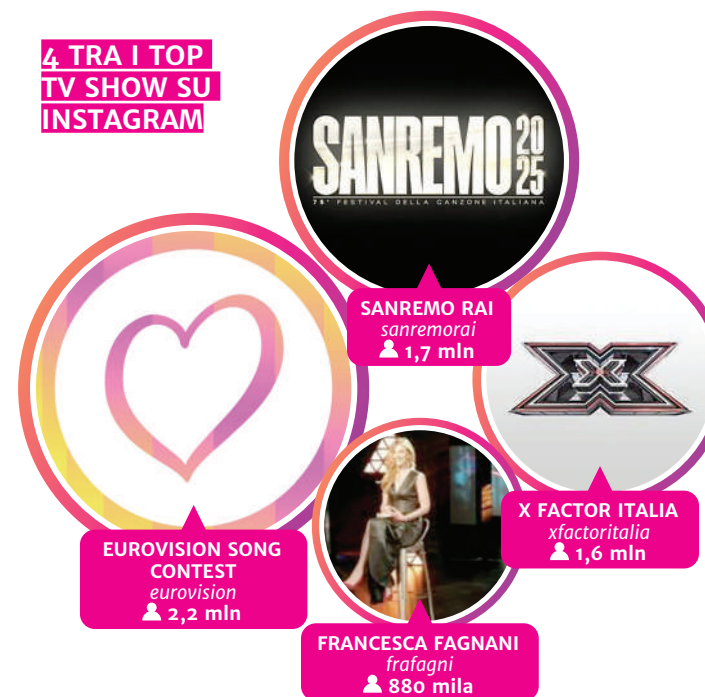 4 TRA I TOP
TV SHOW SU
INSTAGRAM
SANREMO 2025
75° FESTIVAL DELLA CANZONE ITALIANA
SANREMO RAI
sanremorai
1,7 mln
X
X FACTOR ITALIA
xfactoritalia
1,6 mln
EUROVISION SONG
CONTEST
eurovision
2,2 mln
FRANCESCA FAGNANI
frafagni
880 mila